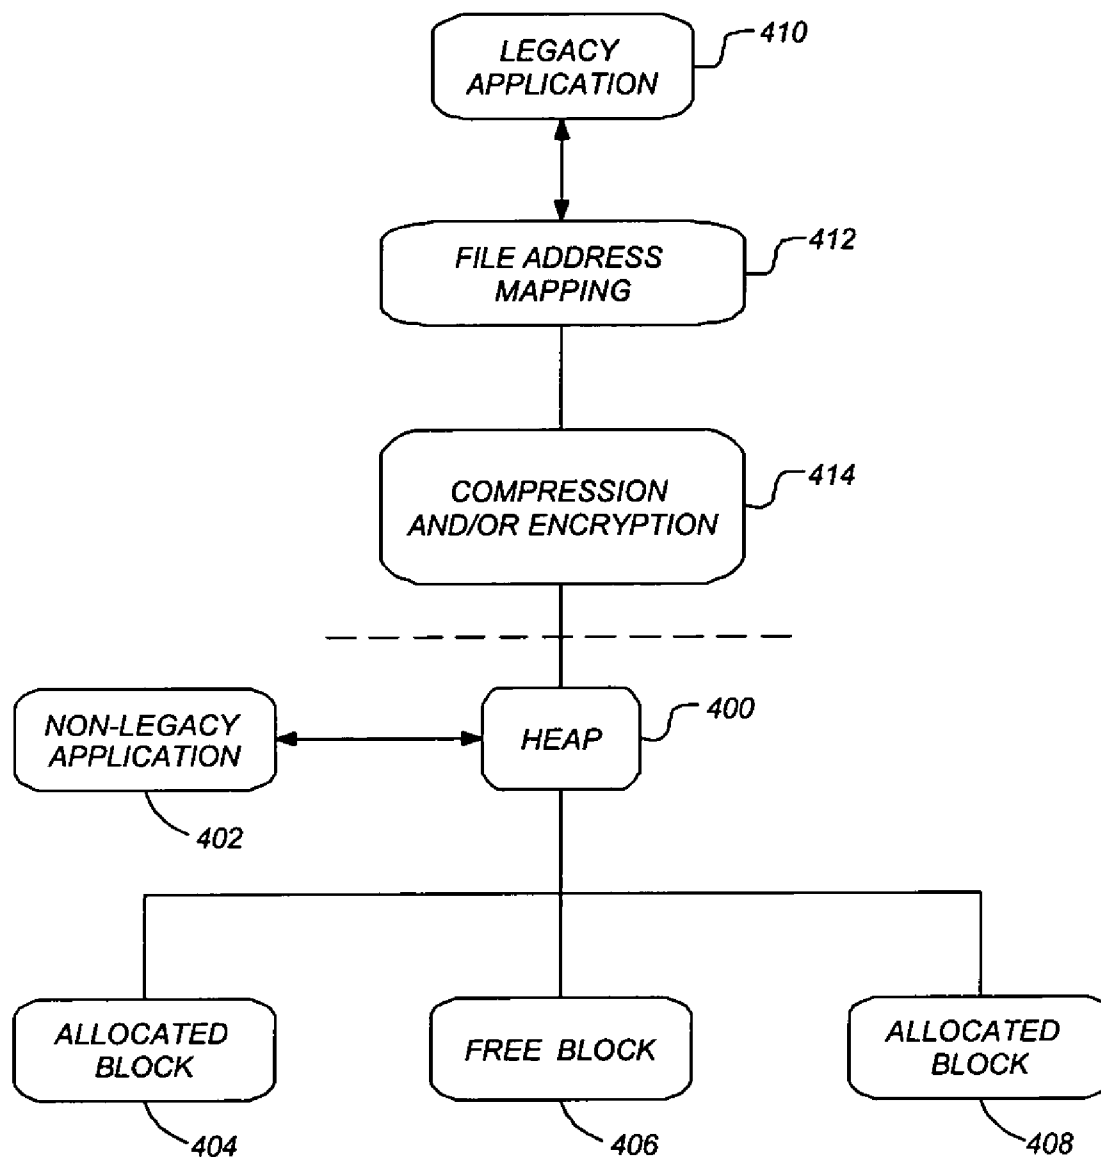 LEGACY
APPLICATION
410
FILE ADDRESS
MAPPING
412
COMPRESSION
AND/OR ENCRYPTION
414
NON-LEGACY
APPLICATION
402
HEAP
400
ALLOCATED
BLOCK
404
FREE BLOCK
406
ALLOCATED
BLOCK
408